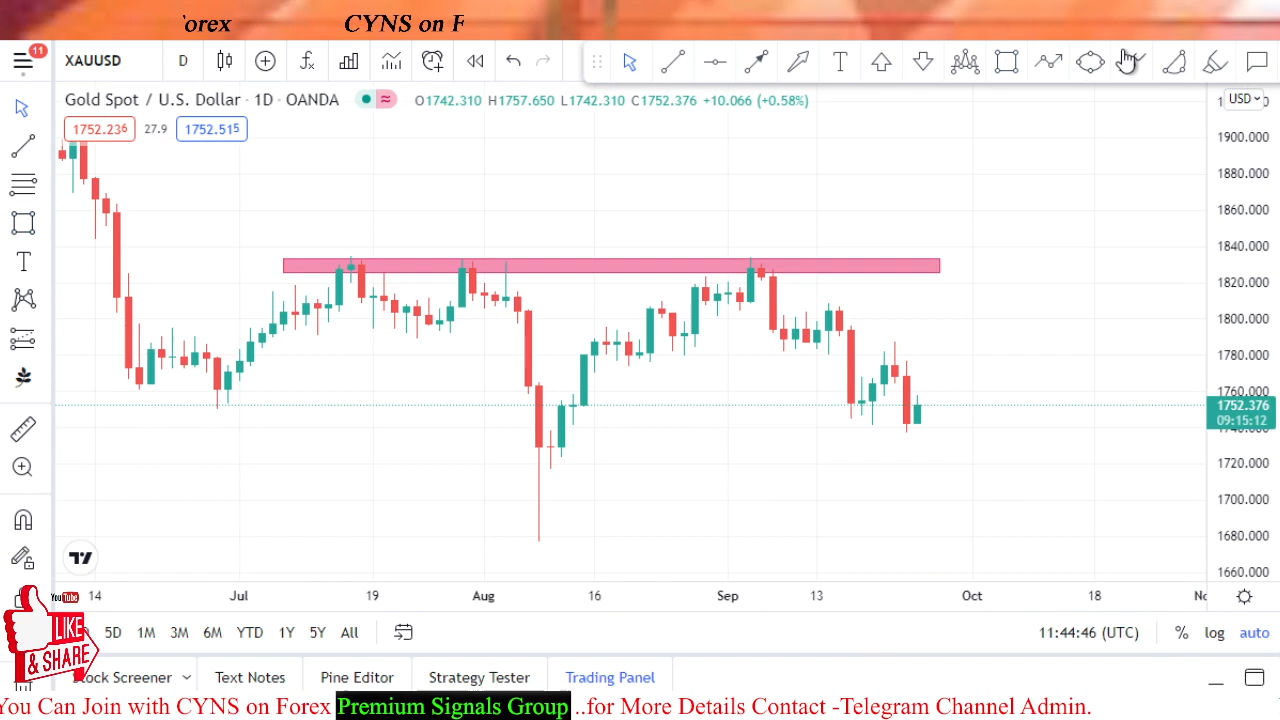 Forex CYNS on F
11
XAUUSD D
Gold Spot / U.S. Dollar · 1D · OANDA O1742.310 H1757.650 L1742.310 C1752.376 +10.066 (+0.58%)
USD
1752.236 27.9 1752.515
1900.000
1880.000
1860.000
1840.000
1820.000
1800.000
1780.000
1760.000
1752.376
09:15:12
1720.000
1700.000
1680.000
1660.000
14 Jul 19 Aug 16 Sep 13 Oct 18
YouTube
LIKE
& SHARE
5D 1M 3M 6M YTD 1Y 5Y All 11:44:46 (UTC) % log auto
Stock Screener Text Notes Pine Editor Strategy Tester Trading Panel
You Can Join with CYNS on Forex Premium Signals Group ..for More Details Contact -Telegram Channel Admin.